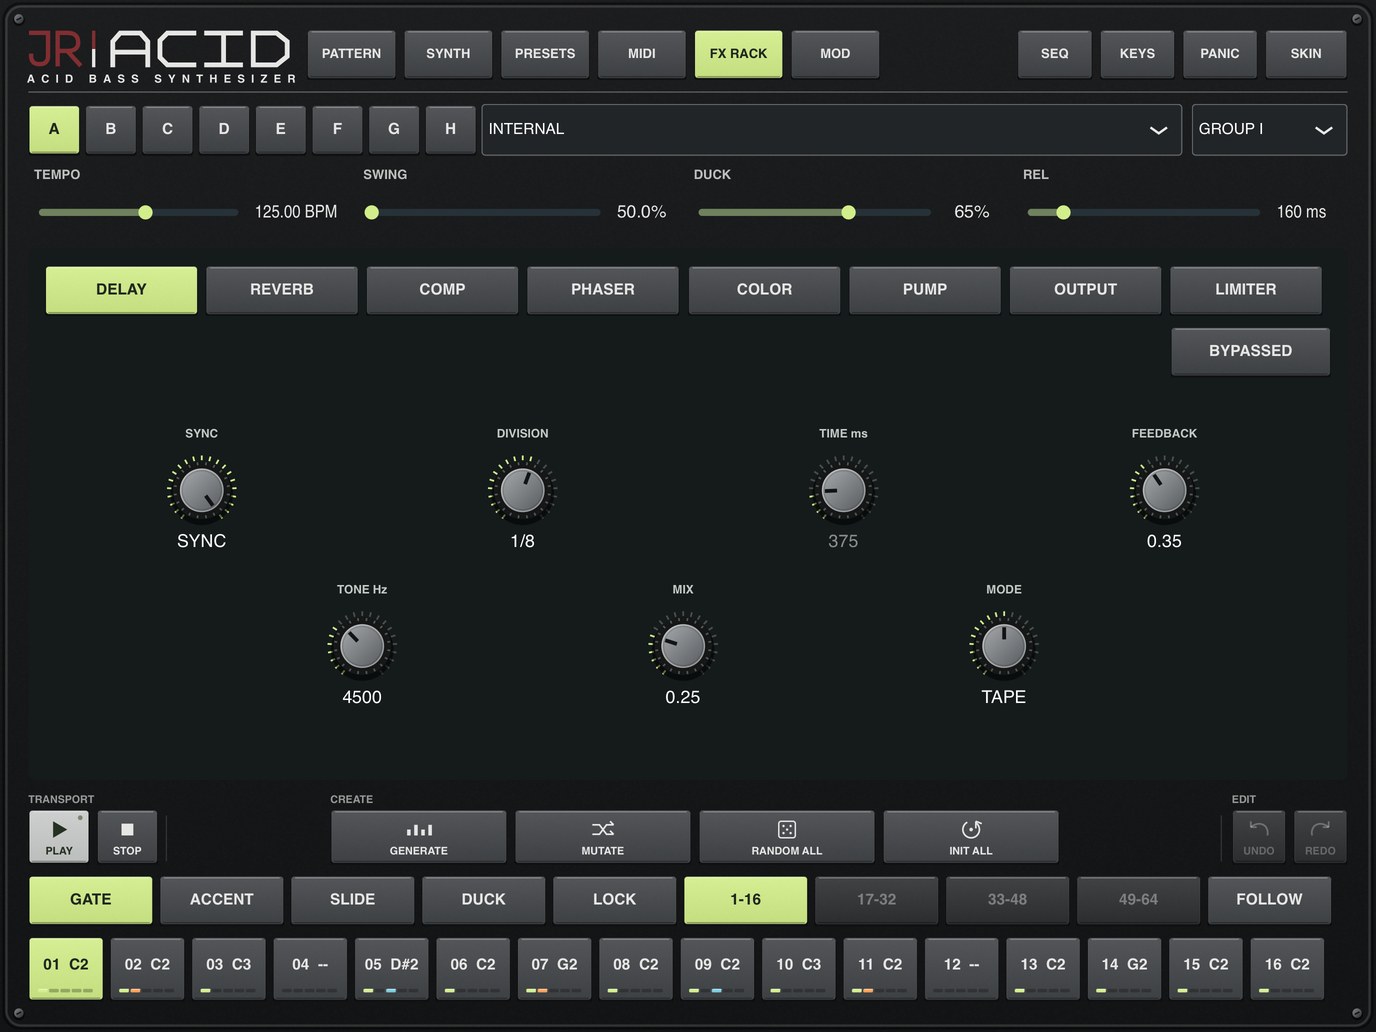 JR ACID
ACID BASS SYNTHESIZER
PATTERN SYNTH PRESETS MIDI FX RACK MOD SEQ KEYS PANIC SKIN
A B C D E F G H INTERNAL GROUP I
TEMPO SWING DUCK REL
125.00 BPM 50.0% 65% 160 ms
DELAY REVERB COMP PHASER COLOR PUMP OUTPUT LIMITER
BYPASSED
SYNC DIVISION TIME ms FEEDBACK
SYNC 1/8 375 0.35
TONE Hz MIX MODE
4500 0.25 TAPE
TRANSPORT CREATE EDIT
PLAY STOP GENERATE MUTATE RANDOM ALL INIT ALL UNDO REDO
GATE ACCENT SLIDE DUCK LOCK 1-16 17-32 33-48 49-64 FOLLOW
01 C2 02 C2 03 C3 04 -- 05 D#2 06 C2 07 G2 08 C2 09 C2 10 C3 11 C2 12 -- 13 C2 14 G2 15 C2 16 C2